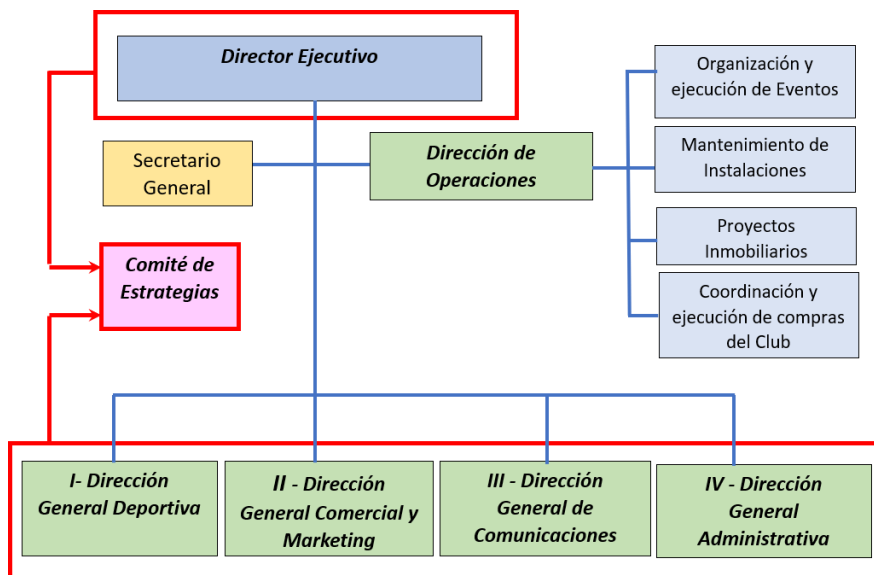 Director Ejecutivo
Organización y
ejecución de Eventos
Secretario
General
Dirección de
Operaciones
Mantenimiento de
Instalaciones
Proyectos
Inmobiliarios
Comité de
Estrategias
Coordinación y
ejecución de compras
del Club
I- Dirección
General Deportiva
II - Dirección
General Comercial y
Marketing
III - Dirección
General de
Comunicaciones
IV - Dirección
General
Administrativa